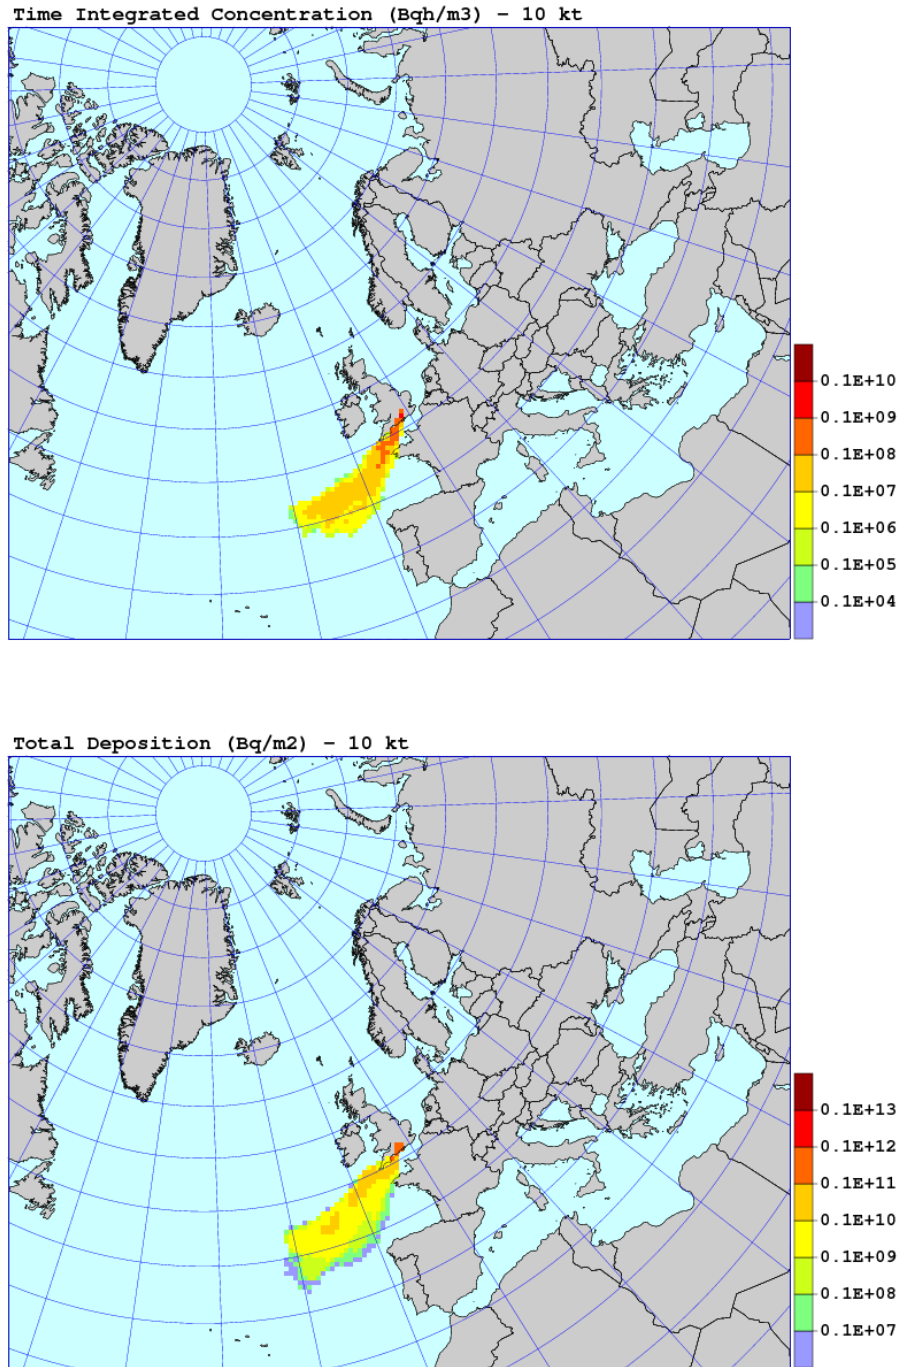 Time Integrated Concentration (Bqh/m3) – 10 kt
0.1E+10
0.1E+09
0.1E+08
0.1E+07
0.1E+06
0.1E+05
0.1E+04
Total Deposition (Bq/m2) – 10 kt
0.1E+13
0.1E+12
0.1E+11
0.1E+10
0.1E+09
0.1E+08
0.1E+07